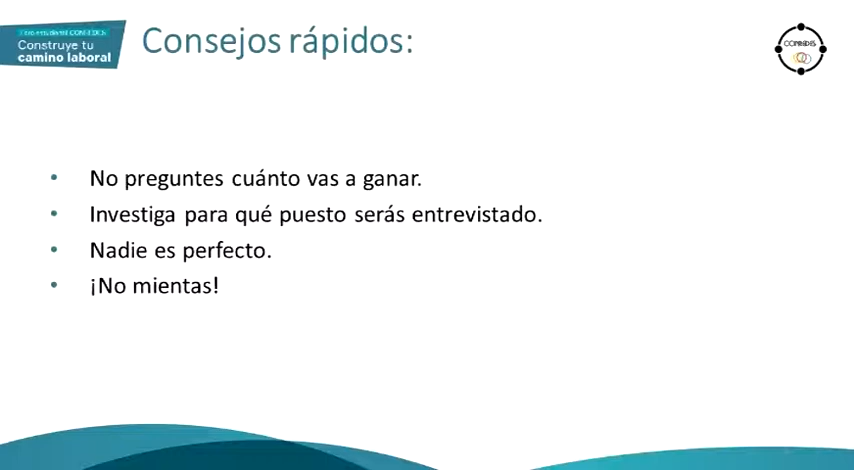 Construye tu
camino laboral
Consejos rápidos:
No preguntes cuánto vas a ganar.
Investiga para qué puesto serás entrevistado.
Nadie es perfecto.
¡No mientas!